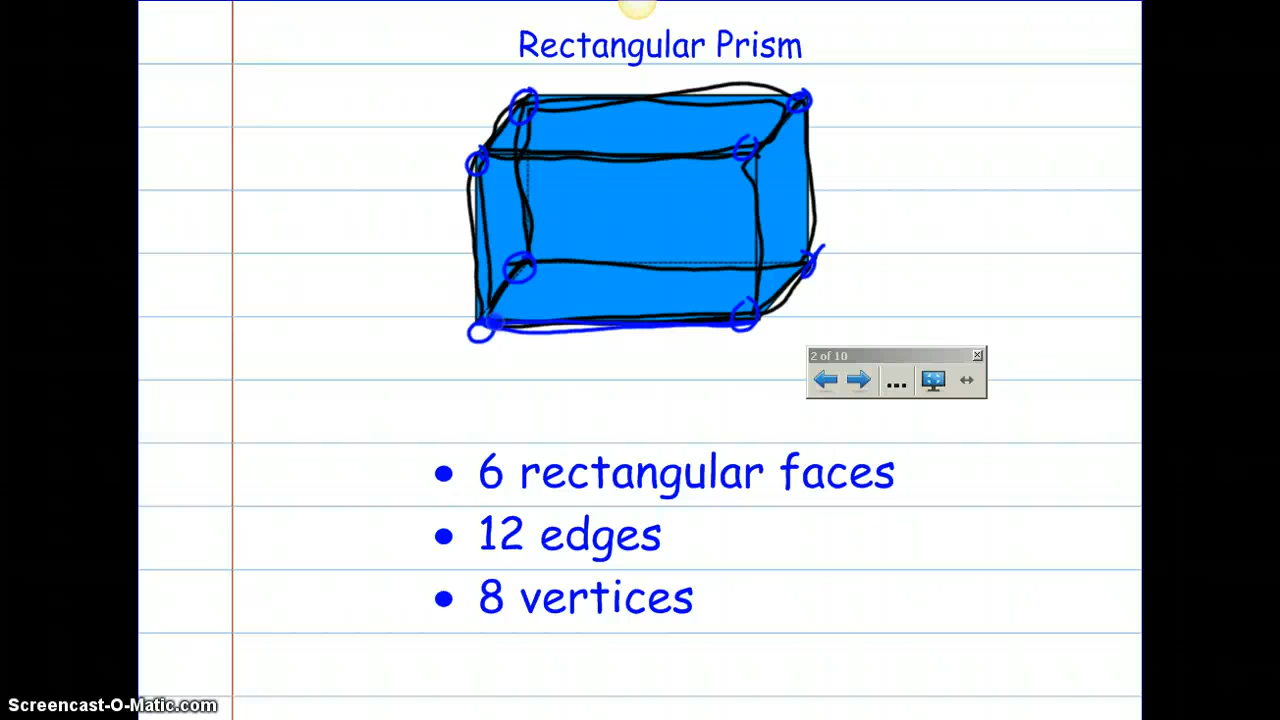 Rectangular Prism
2 of 10
...
• 6 rectangular faces
• 12 edges
• 8 vertices
Screencast-O-Matic.com